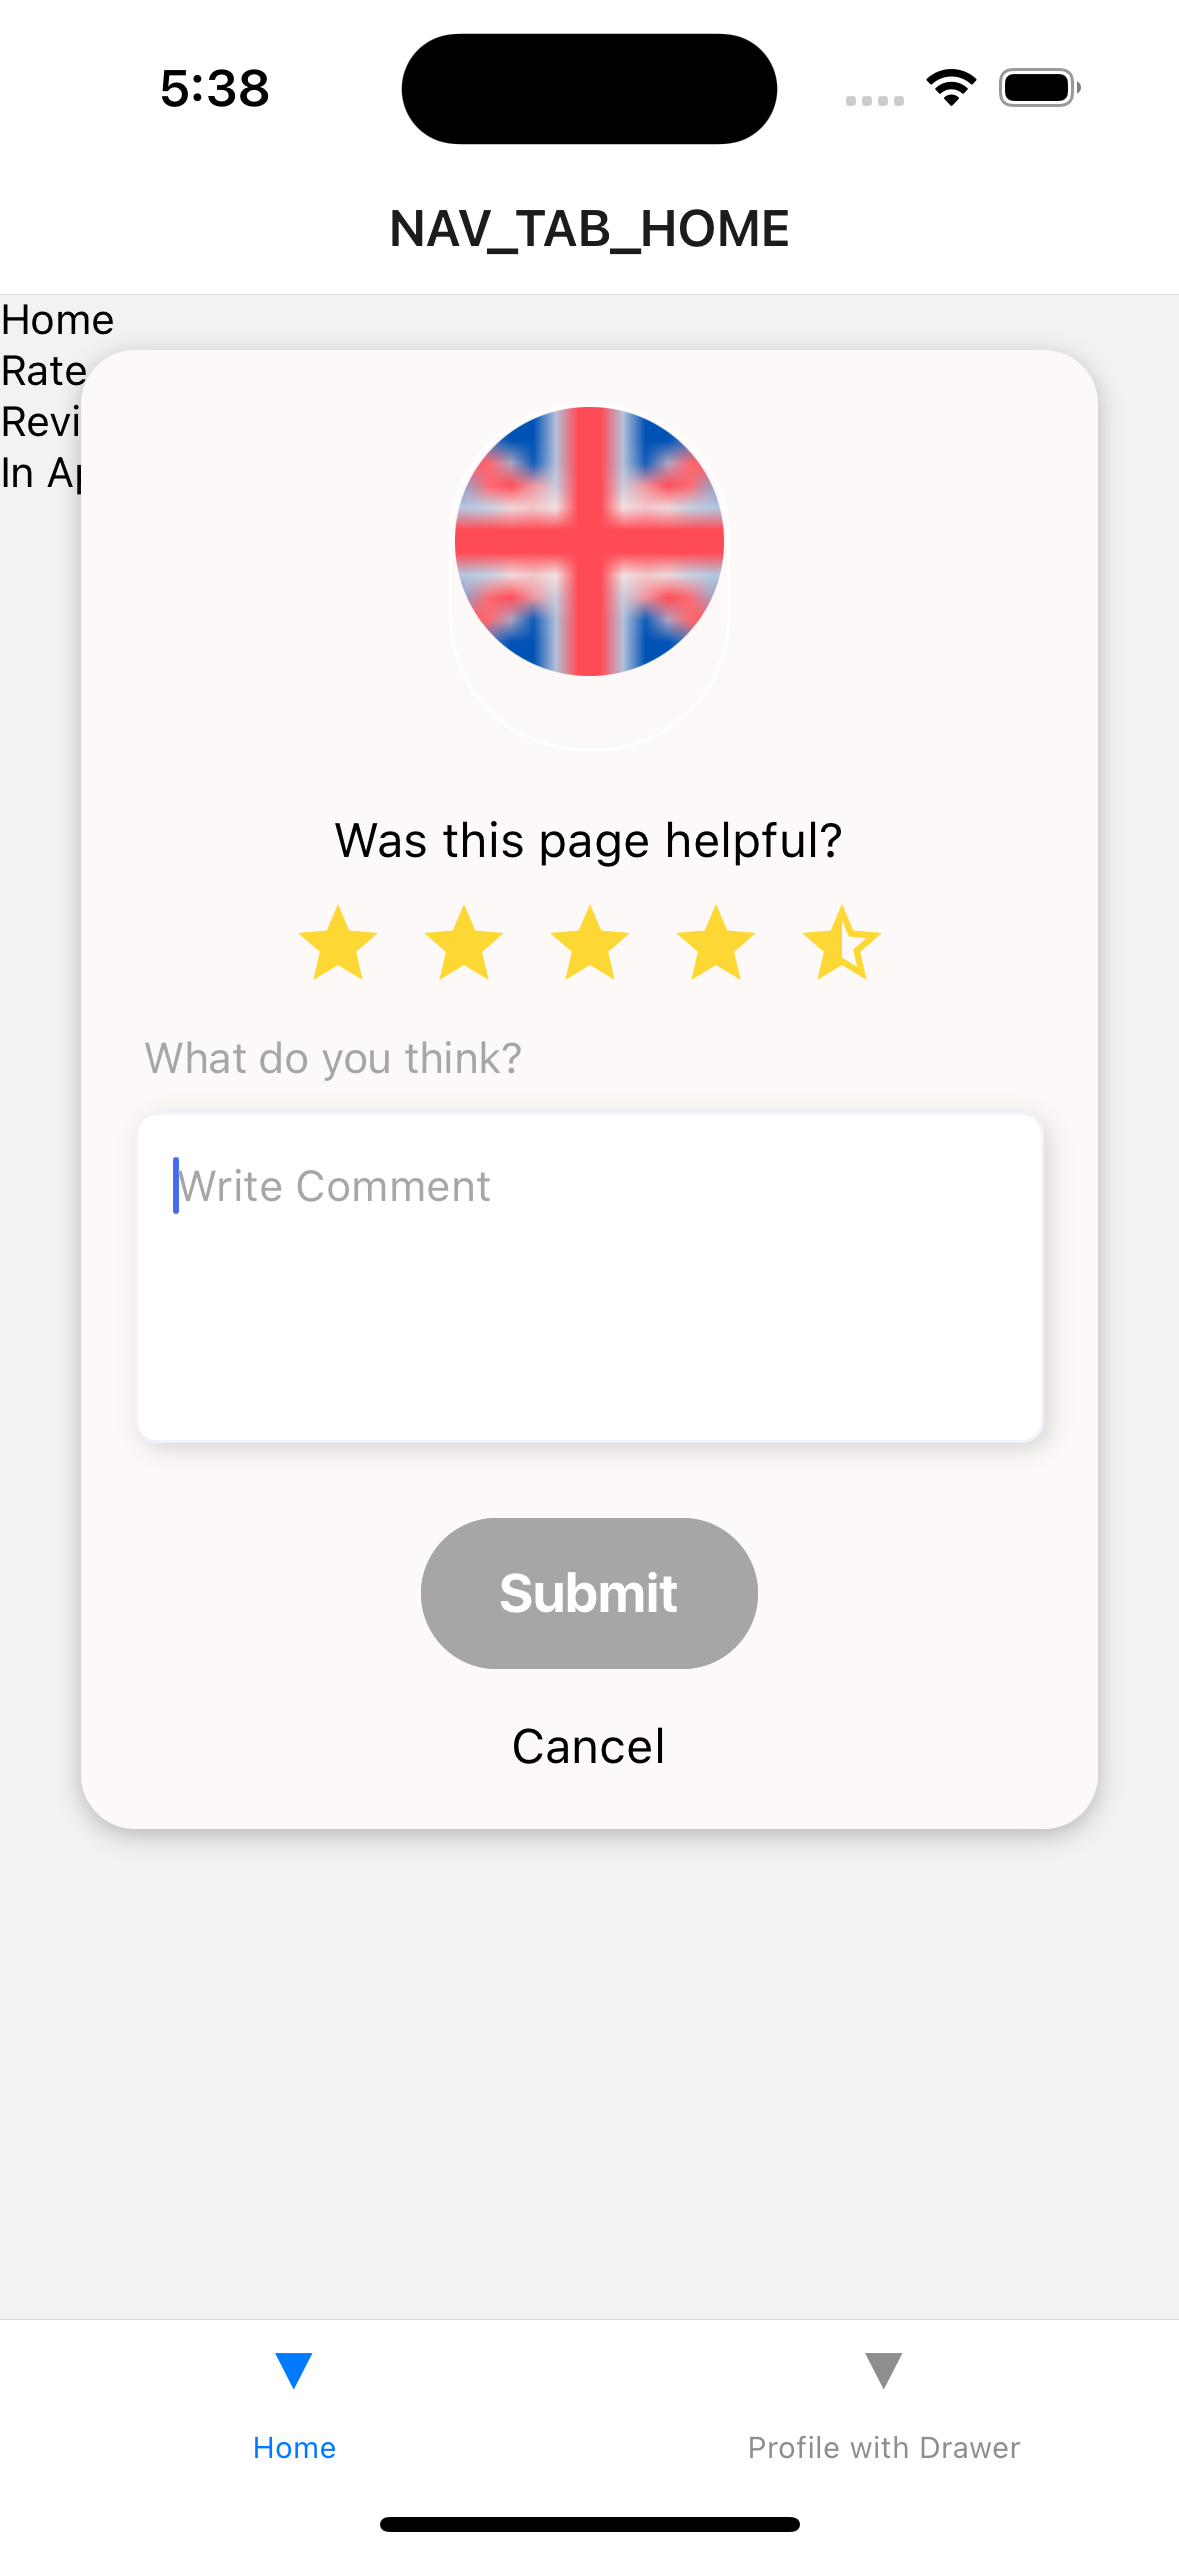 5:38
NAV_TAB_HOME
Home
Rate
Revi
In Ap
Was this page helpful?
What do you think?
Write Comment
Submit
Cancel
Home
Profile with Drawer